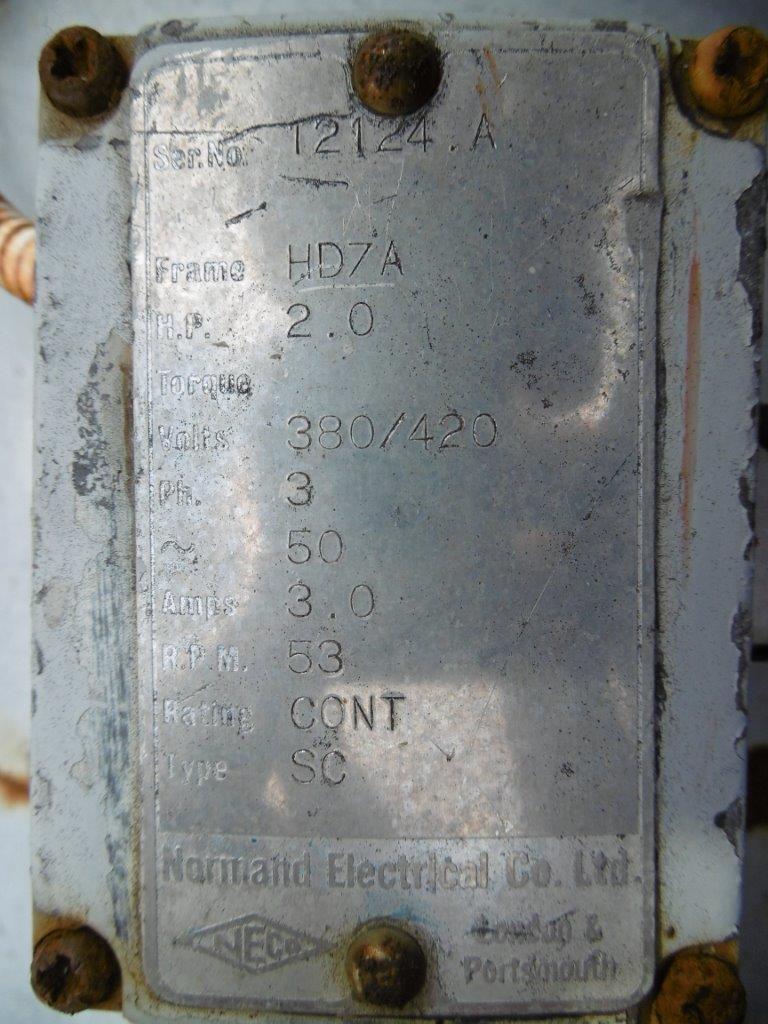 Ser.No. 12124.A.
Frame HD7A
H.P. 2.0
Torque
Volts 380/420
Ph. 3
~ 50
Amps 3.0
R.P.M. 53
Rating CONT
Type SC
Normand Electrical Co. Ltd.
NECO
London &
Portsmouth